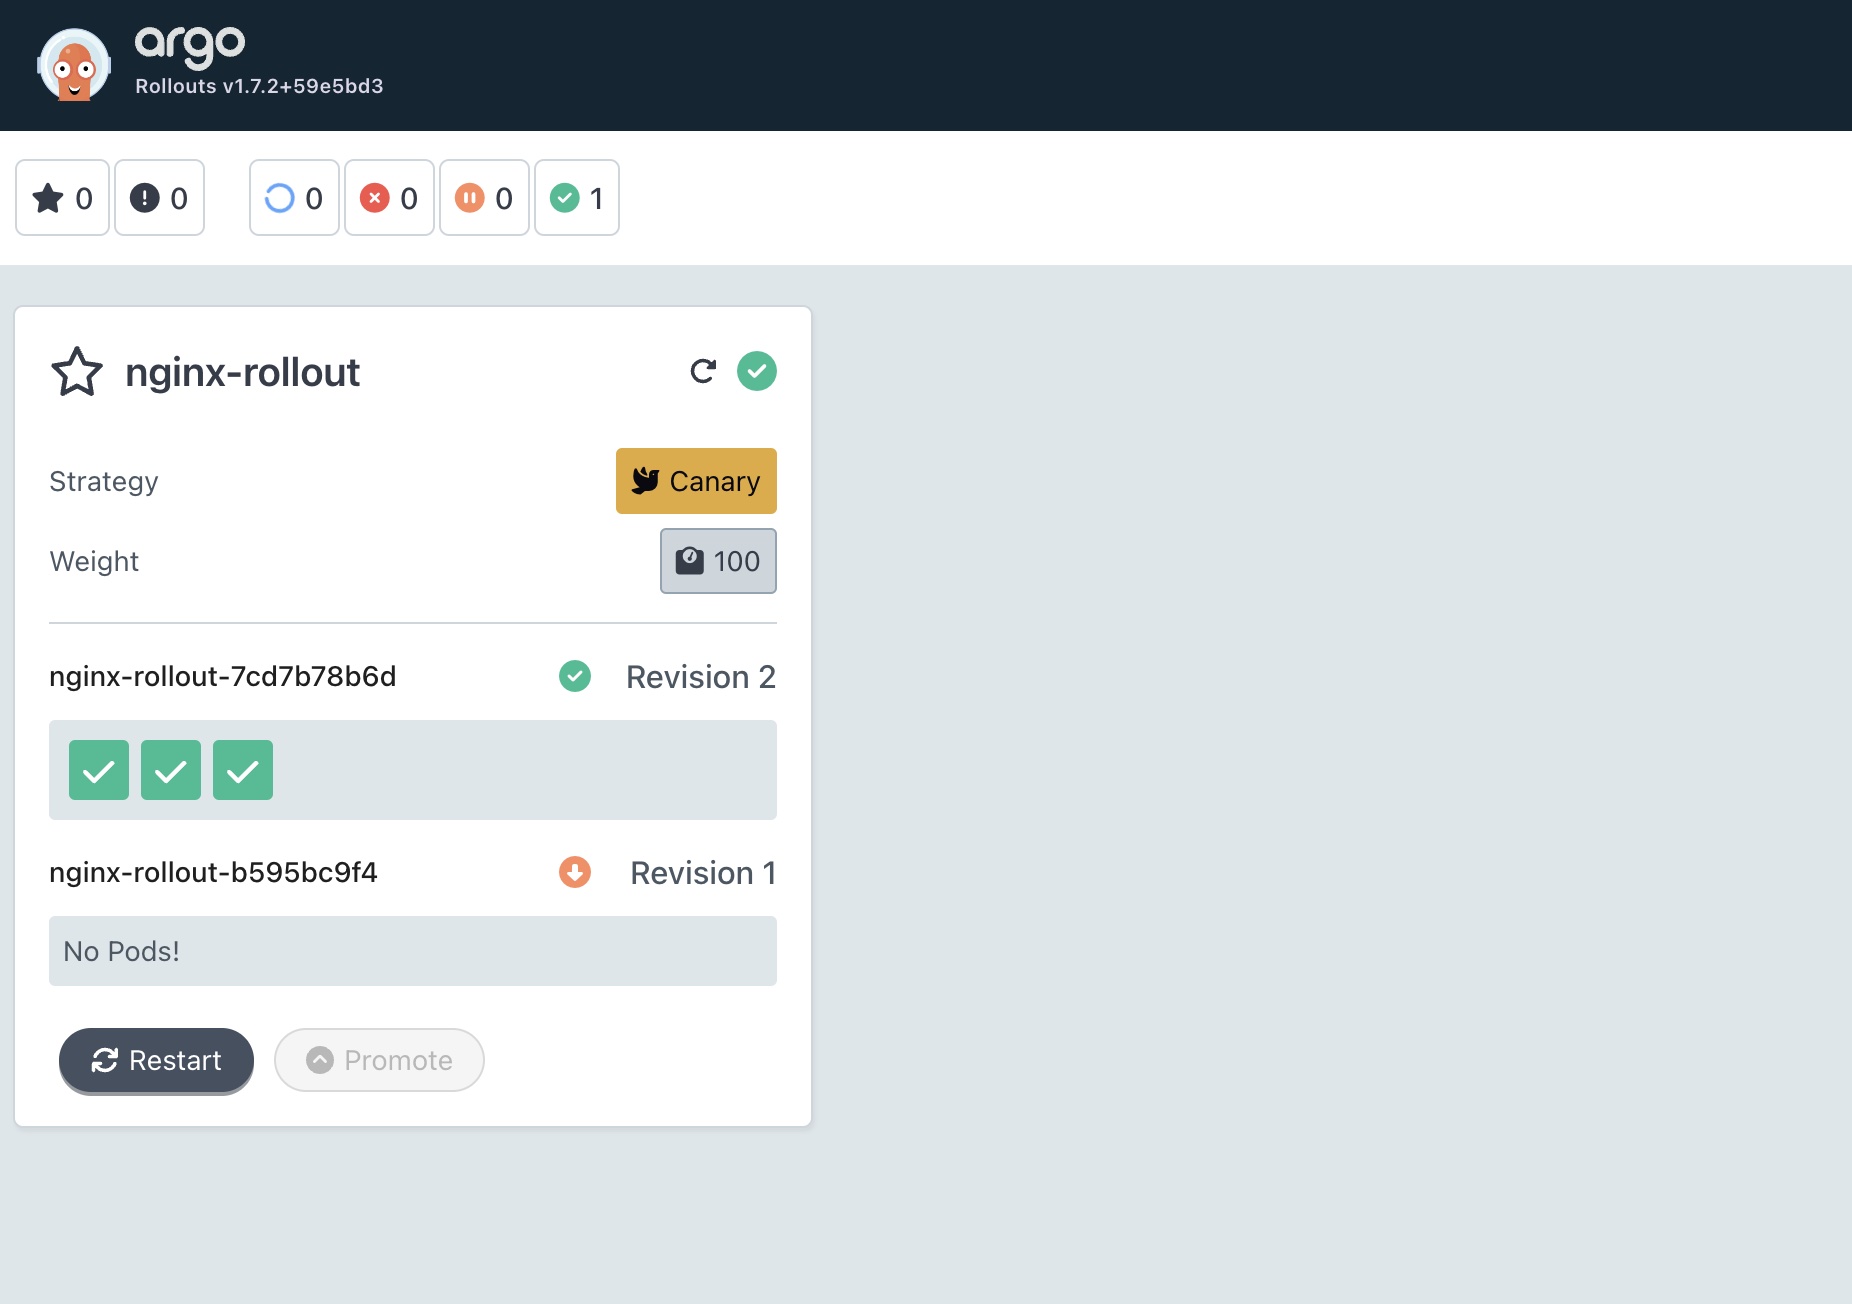 argo
Rollouts v1.7.2+59e5bd3
0 0 0 0 0 1
nginx-rollout
Strategy Canary
Weight 100
nginx-rollout-7cd7b78b6d Revision 2
nginx-rollout-b595bc9f4 Revision 1
No Pods!
Restart Promote